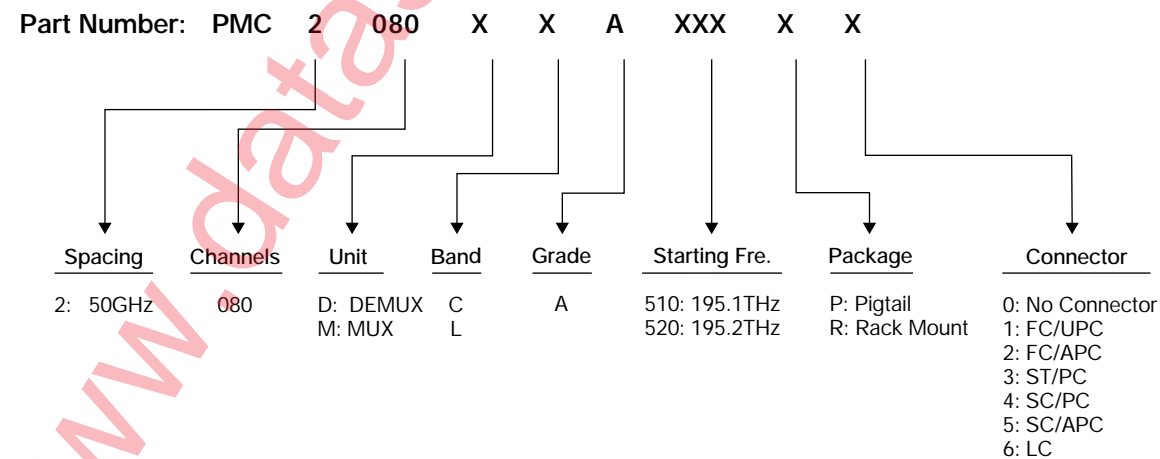 Part Number: PMC 2 080 X X A XXX X X
Spacing Channels Unit Band Grade Starting Fre. Package Connector
2: 50GHz 080 D: DEMUX C A 510: 195.1THz P: Pigtail 0: No Connector
M: MUX L 520: 195.2THz R: Rack Mount 1: FC/UPC
2: FC/APC
3: ST/PC
4: SC/PC
5: SC/APC
6: LC
ww.datas